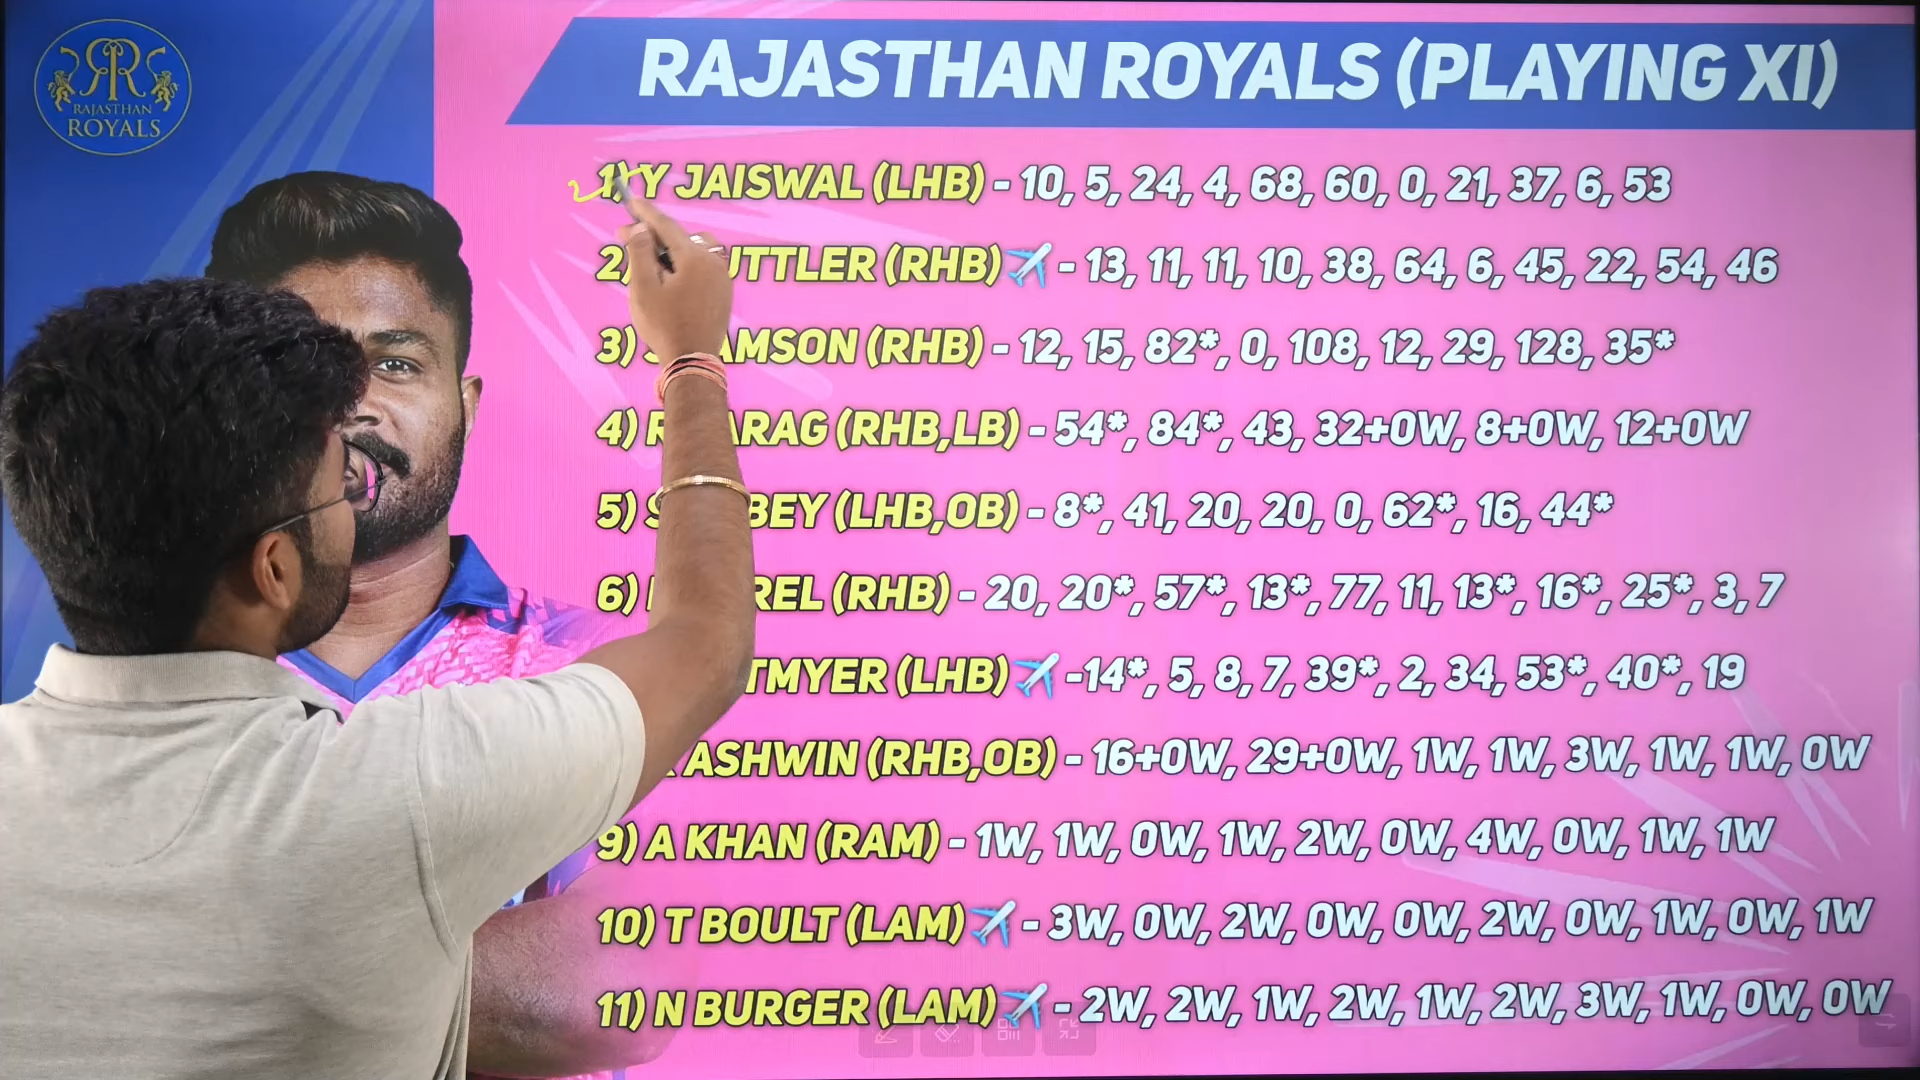 RAJASTHAN
ROYALS
RAJASTHAN ROYALS (PLAYING XI)
1) Y JAISWAL (LHB) - 10, 5, 24, 4, 68, 60, 0, 21, 37, 6, 53
2) UTTLER (RHB) ✈️ - 13, 11, 11, 10, 38, 64, 6, 45, 22, 54, 46
3) S AMSON (RHB) - 12, 15, 82*, 0, 108, 12, 29, 128, 35*
4) R ARAG (RHB,LB) - 54*, 84*, 43, 32+0W, 8+0W, 12+0W
5) S BEY (LHB,OB) - 8*, 41, 20, 20, 0, 62*, 16, 44*
6) REL (RHB) - 20, 20*, 57*, 13*, 77, 11, 13*, 16*, 25*, 3, 7
TMYER (LHB) ✈️ -14*, 5, 8, 7, 39*, 2, 34, 53*, 40*, 19
ASHWIN (RHB,OB) - 16+0W, 29+0W, 1W, 1W, 3W, 1W, 1W, 0W
9) A KHAN (RAM) - 1W, 1W, 0W, 1W, 2W, 0W, 4W, 0W, 1W, 1W
10) T BOULT (LAM) ✈️ - 3W, 0W, 2W, 0W, 0W, 2W, 0W, 1W, 0W, 1W
11) N BURGER (LAM) ✈️ - 2W, 2W, 1W, 2W, 1W, 2W, 3W, 1W, 0W, 0W